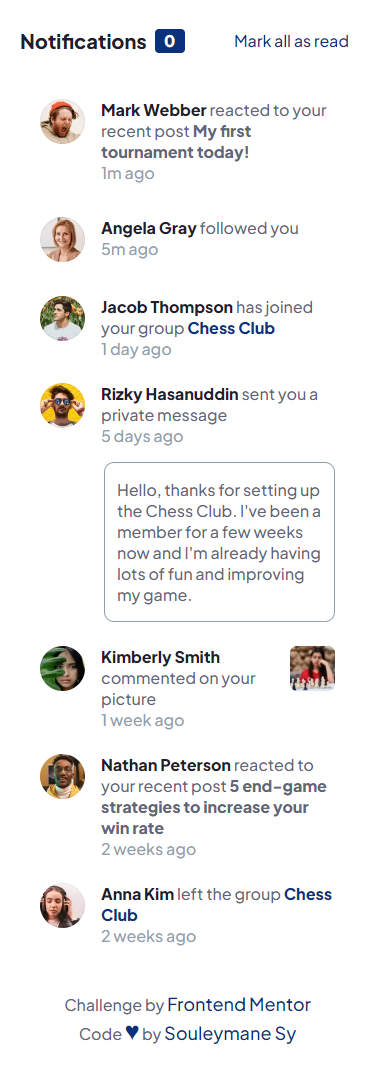 Notifications 0 Mark all as read
Mark Webber reacted to your
recent post My first
tournament today!
1m ago
Angela Gray followed you
5m ago
Jacob Thompson has joined
your group Chess Club
1 day ago
Rizky Hasanuddin sent you a
private message
5 days ago
Hello, thanks for setting up
the Chess Club. I've been a
member for a few weeks
now and I'm already having
lots of fun and improving
my game.
Kimberly Smith
commented on your
picture
1 week ago
Nathan Peterson reacted to
your recent post 5 end-game
strategies to increase your
win rate
2 weeks ago
Anna Kim left the group Chess
Club
2 weeks ago
Challenge by Frontend Mentor
Code ♥ by Souleymane Sy